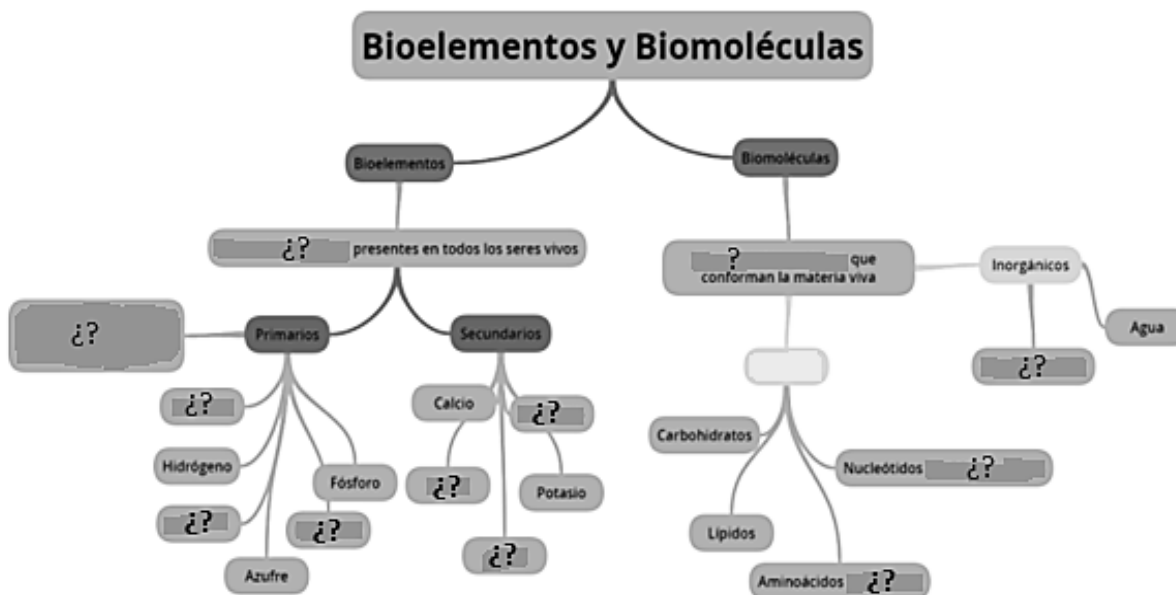 Bioelementos y Biomoléculas
Bioelementos
Biomoléculas
¿? presentes en todos los seres vivos
? que
conforman la materia viva
Inorgánicos
¿?
Primarios
Secundarios
Agua
¿?
¿?
Calcio
¿?
Carbohidratos
Hidrógeno
Fósforo
¿?
Potasio
Nucleótidos ¿?
¿?
¿?
Lípidos
¿?
Azufre
Aminoácidos ¿?